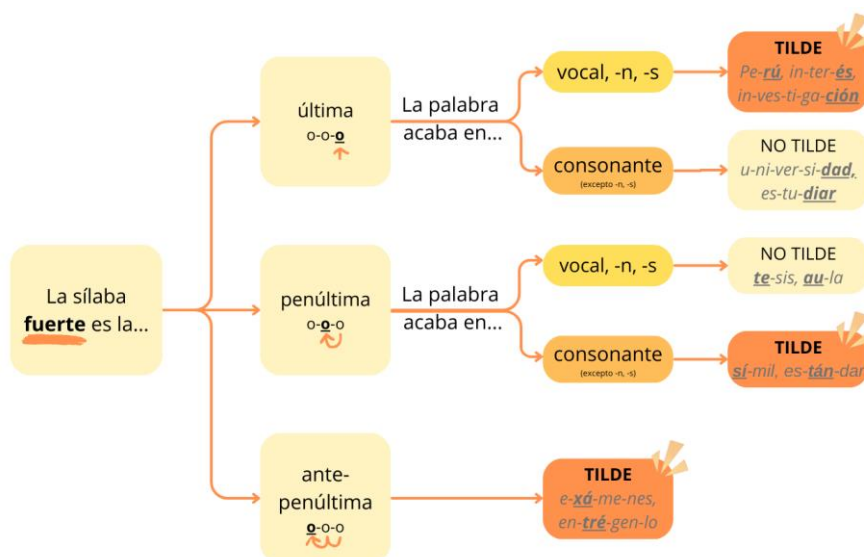 La sílaba
fuerte es la...
última
o-o-o
La palabra
acaba en...
vocal, -n, -s
TILDE
Pe-rú, in-ter-és,
in-ves-ti-ga-ción
consonante
(excepto -n, -s)
NO TILDE
u-ni-ver-si-dad,
es-tu-diar
penúltima
o-o-o
La palabra
acaba en...
vocal, -n, -s
NO TILDE
te-sis, au-la
consonante
(excepto -n, -s)
TILDE
sí-mil, es-tán-dar
ante-
penúltima
o-o-o
TILDE
e-xá-me-nes,
en-tré-gen-lo